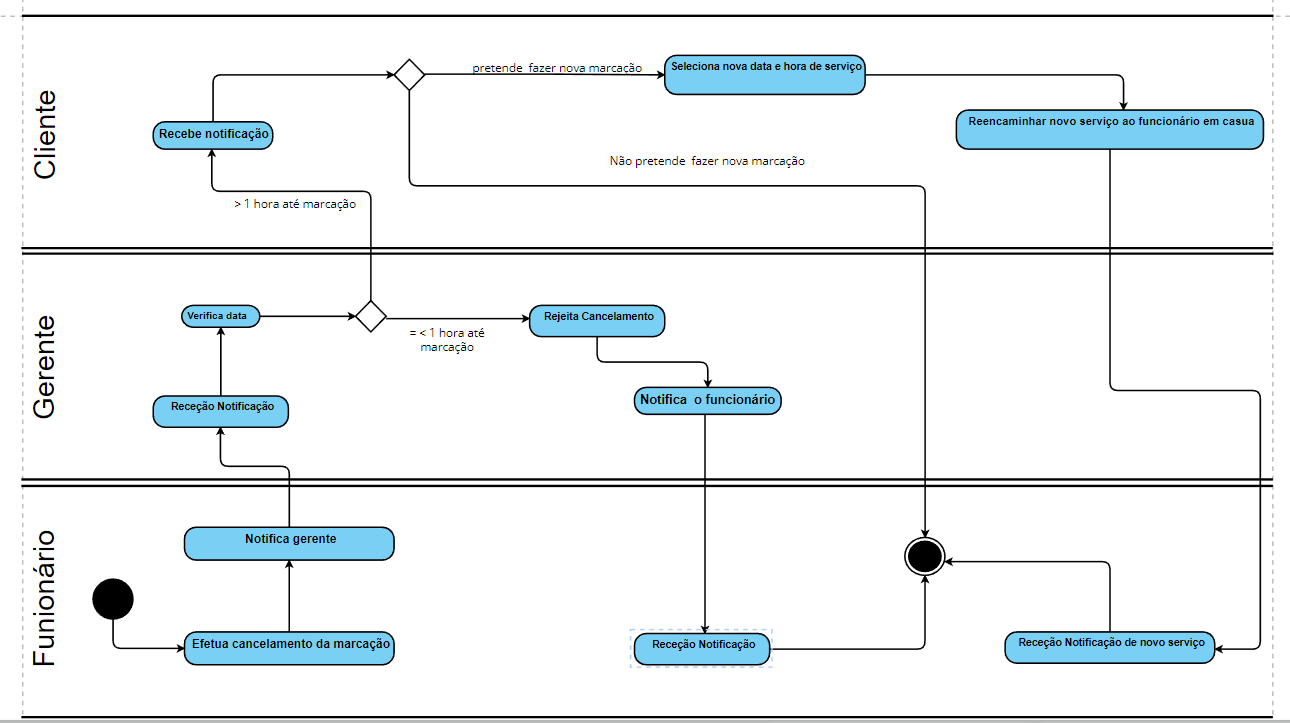 Cliente
pretende fazer nova marcação
Seleciona nova data e hora de serviço
Recebe notificação
Reencaminhar novo serviço ao funcionário em casua
Não pretende fazer nova marcação
> 1 hora até marcação
Gerente
Verifica data
= < 1 hora até
marcação
Rejeita Cancelamento
Receção Notificação
Notifica o funcionário
Funionário
Notifica gerente
Efetua cancelamento da marcação
Receção Notificação
Receção Notificação de novo serviço